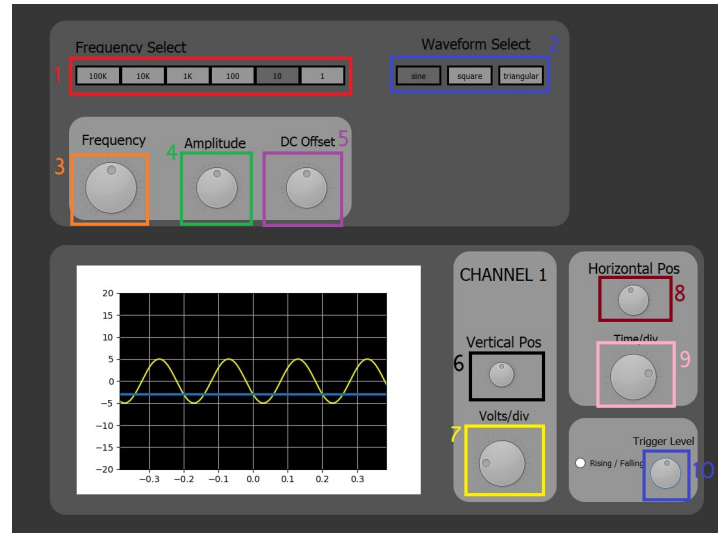 Frequency Select
Waveform Select 2
1 100K 10K 1K 100 10 1
sine square triangular
Frequency
Amplitude
DC Offset 5
3
4
CHANNEL 1
Horizontal Pos
8
Vertical Pos
6
Time/div
9
Volts/div
7
Trigger Level
Rising / Falling
10
20
15
10
5
0
−5
−10
−15
−20
−0.3 −0.2 −0.1 0.0 0.1 0.2 0.3